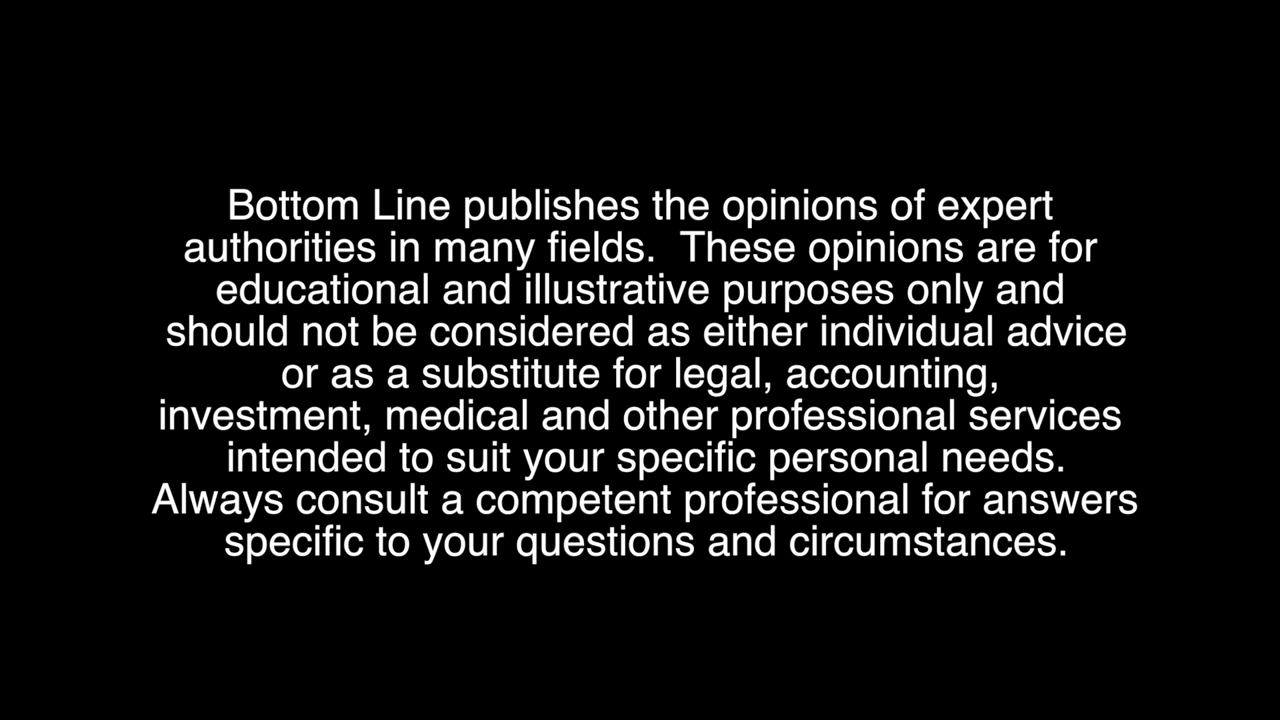 Bottom Line publishes the opinions of expert
authorities in many fields.  These opinions are for
educational and illustrative purposes only and
should not be considered as either individual advice
or as a substitute for legal, accounting,
investment, medical and other professional services
intended to suit your specific personal needs.
Always consult a competent professional for answers
specific to your questions and circumstances.